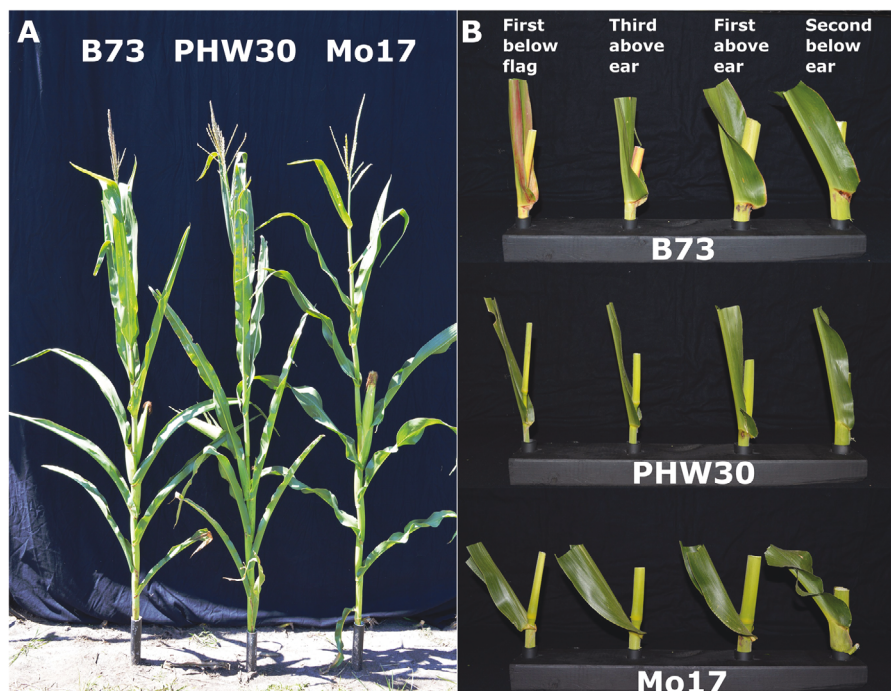 A
B73 PHW30 Mo17
B
First below flag
Third above ear
First above ear
Second below ear
B73
PHW30
Mo17